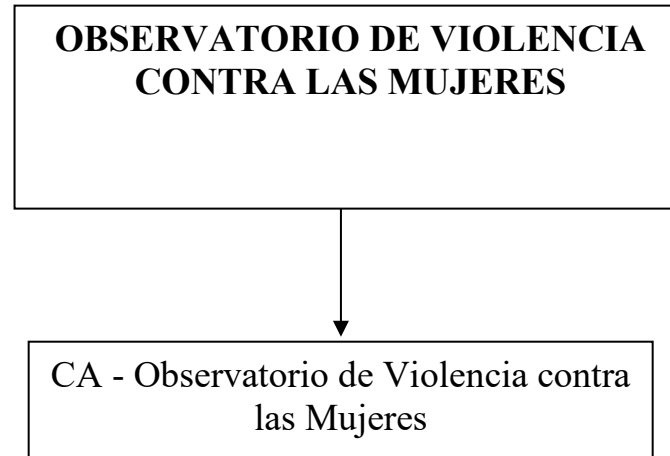 OBSERVATORIO DE VIOLENCIA
CONTRA LAS MUJERES
CA - Observatorio de Violencia contra
las Mujeres